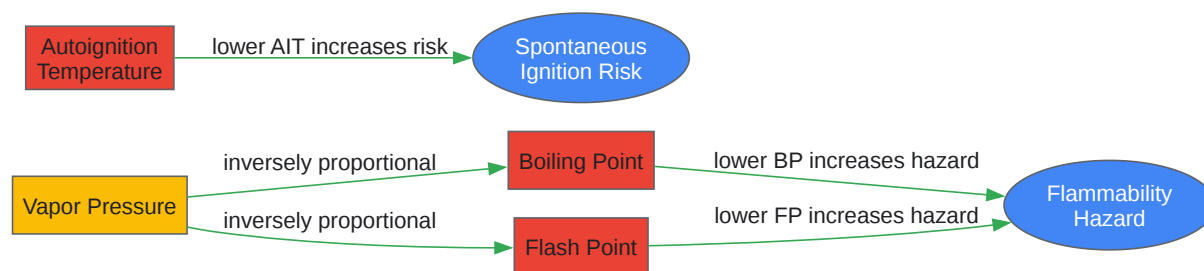 Autoignition
Temperature
lower AIT increases risk
Spontaneous
Ignition Risk
Vapor Pressure
inversely proportional
Boiling Point
lower BP increases hazard
inversely proportional
Flash Point
lower FP increases hazard
Flammability
Hazard